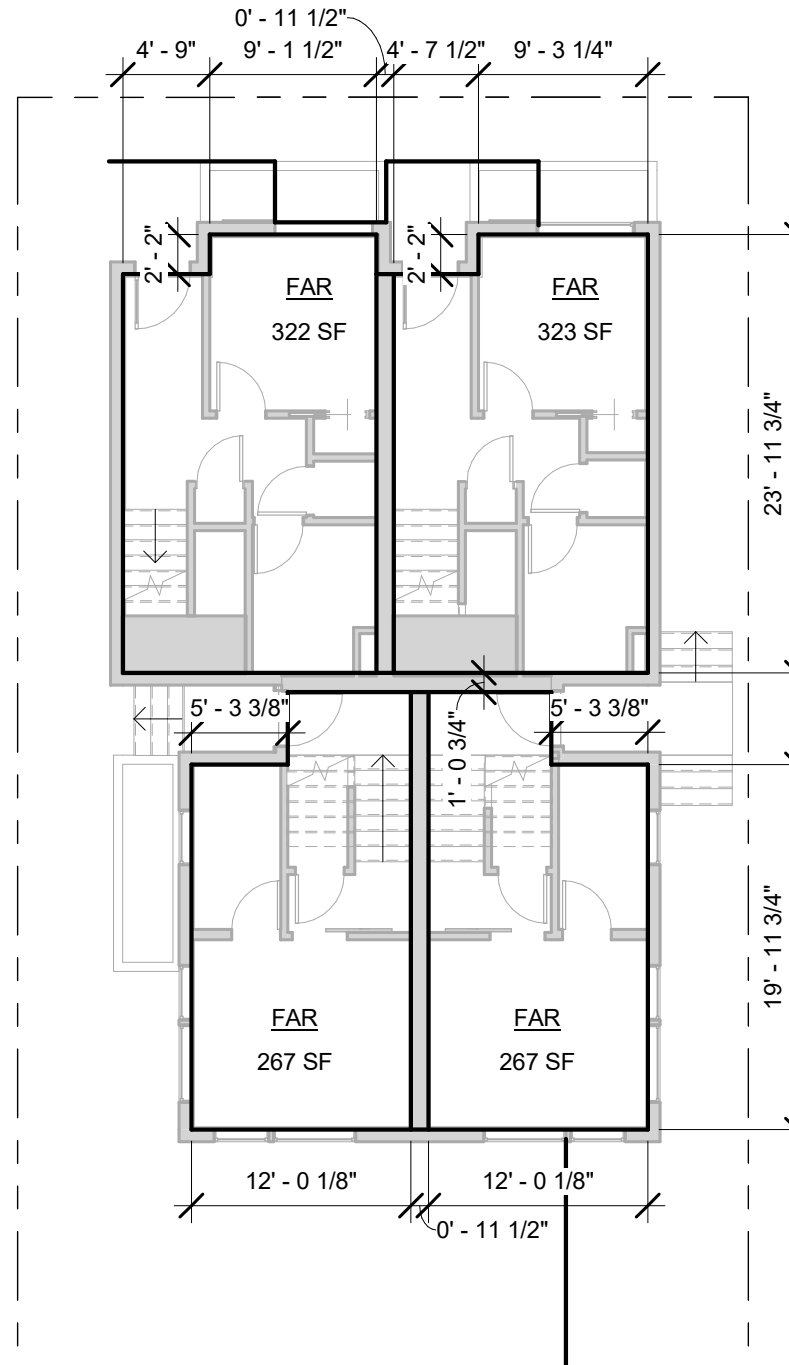 0' - 11 1/2"
4' - 9"
9' - 1 1/2"
4' - 7 1/2"
9' - 3 1/4"
2' - 2"
2' - 2"
FAR
322 SF
FAR
323 SF
23' - 11 3/4"
5' - 3 3/8"
5' - 3 3/8"
1' - 0 3/4"
19' - 11 3/4"
FAR
267 SF
FAR
267 SF
12' - 0 1/8"
12' - 0 1/8"
0' - 11 1/2"